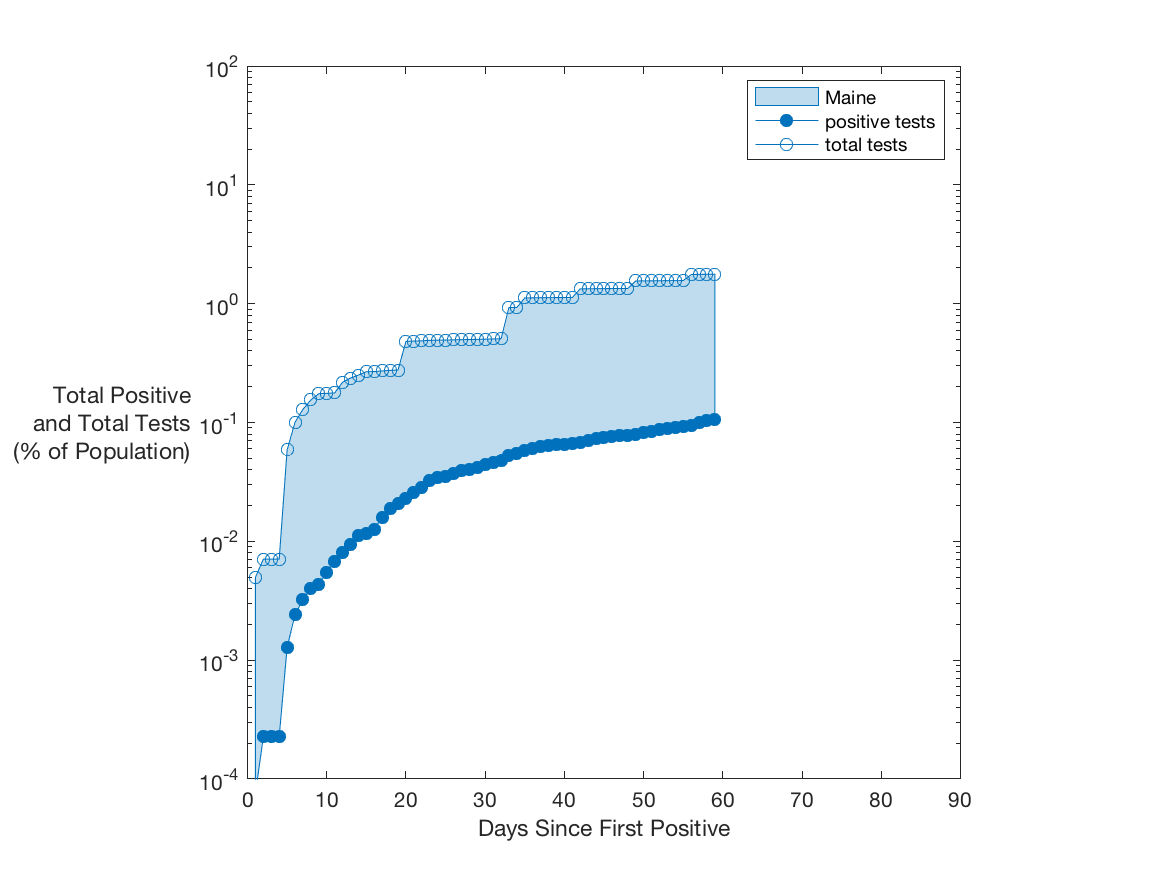 10^2
10^1
10^0
10^-1
10^-2
10^-3
10^-4
Total Positive
and Total Tests
(% of Population)
Maine
positive tests
total tests
0 10 20 30 40 50 60 70 80 90
Days Since First Positive